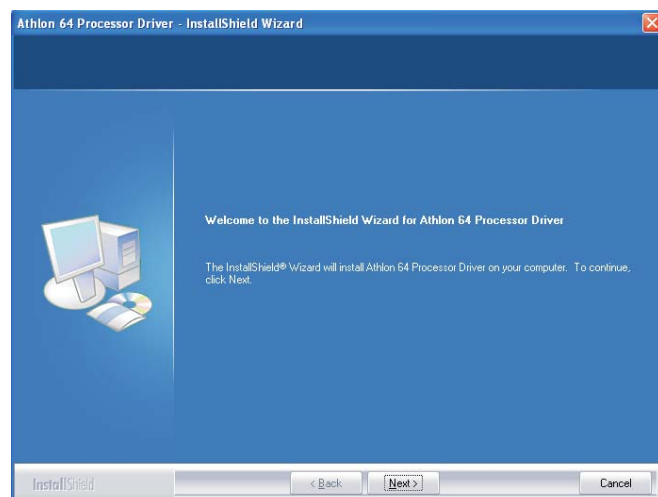 Athlon 64 Processor Driver - InstallShield Wizard
Welcome to the InstallShield Wizard for Athlon 64 Processor Driver
The InstallShield® Wizard will install Athlon 64 Processor Driver on your computer. To continue,
click Next.
InstallShield
< Back
Next >
Cancel